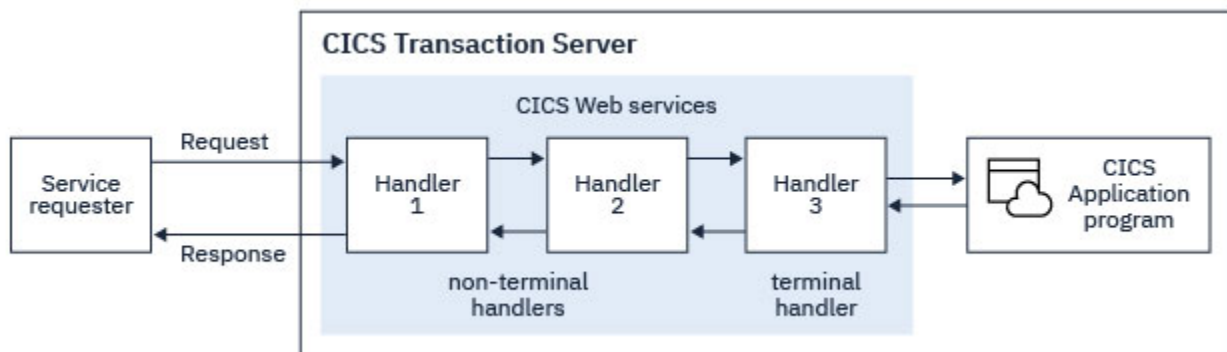 CICS Transaction Server
CICS Web services
Request
Service
requester
Handler
1
Handler
2
Handler
3
CICS
Application
program
Response
non-terminal
handlers
terminal
handler